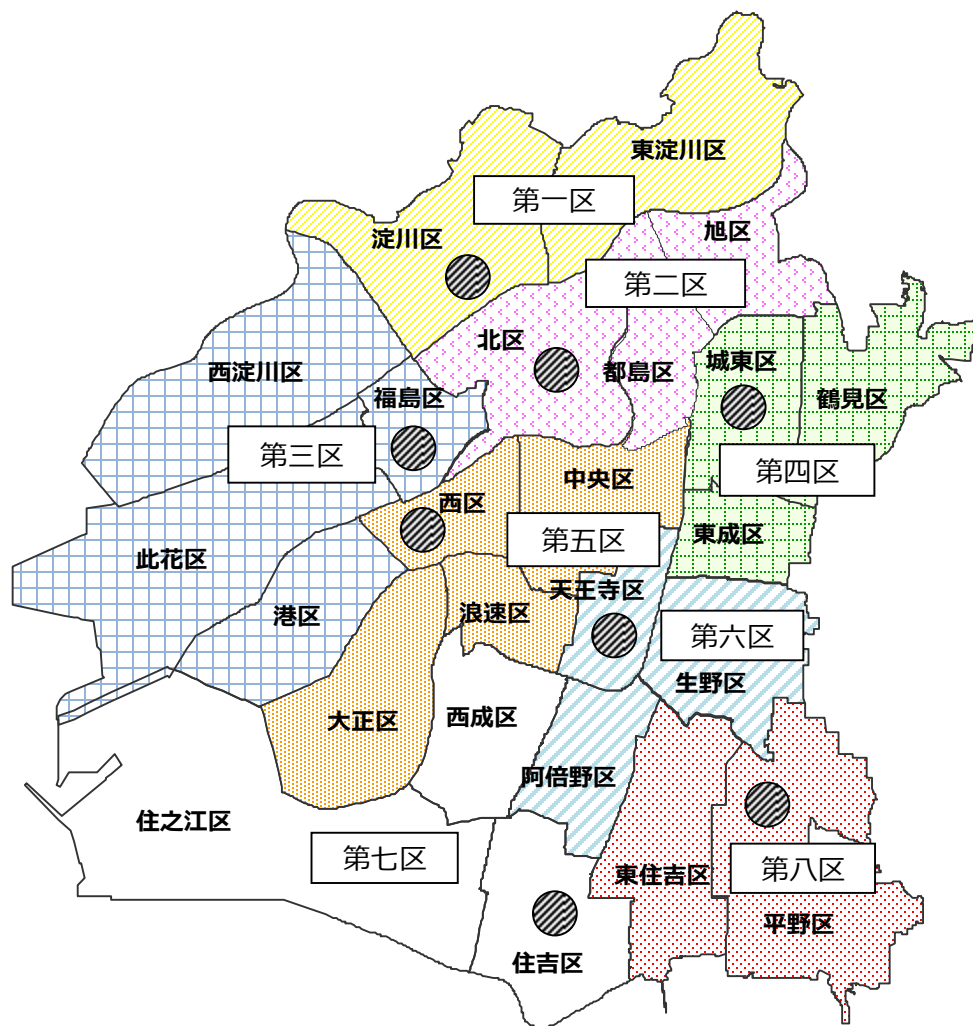 東淀川区
第一区
淀川区
旭区
第二区
北区
西淀川区
都島区
城東区
福島区
鶴見区
第三区
第四区
中央区
西区
第五区
東成区
此花区
天王寺区
港区
浪速区
第六区
生野区
大正区
西成区
阿倍野区
住之江区
第七区
第八区
東住吉区
平野区
住吉区